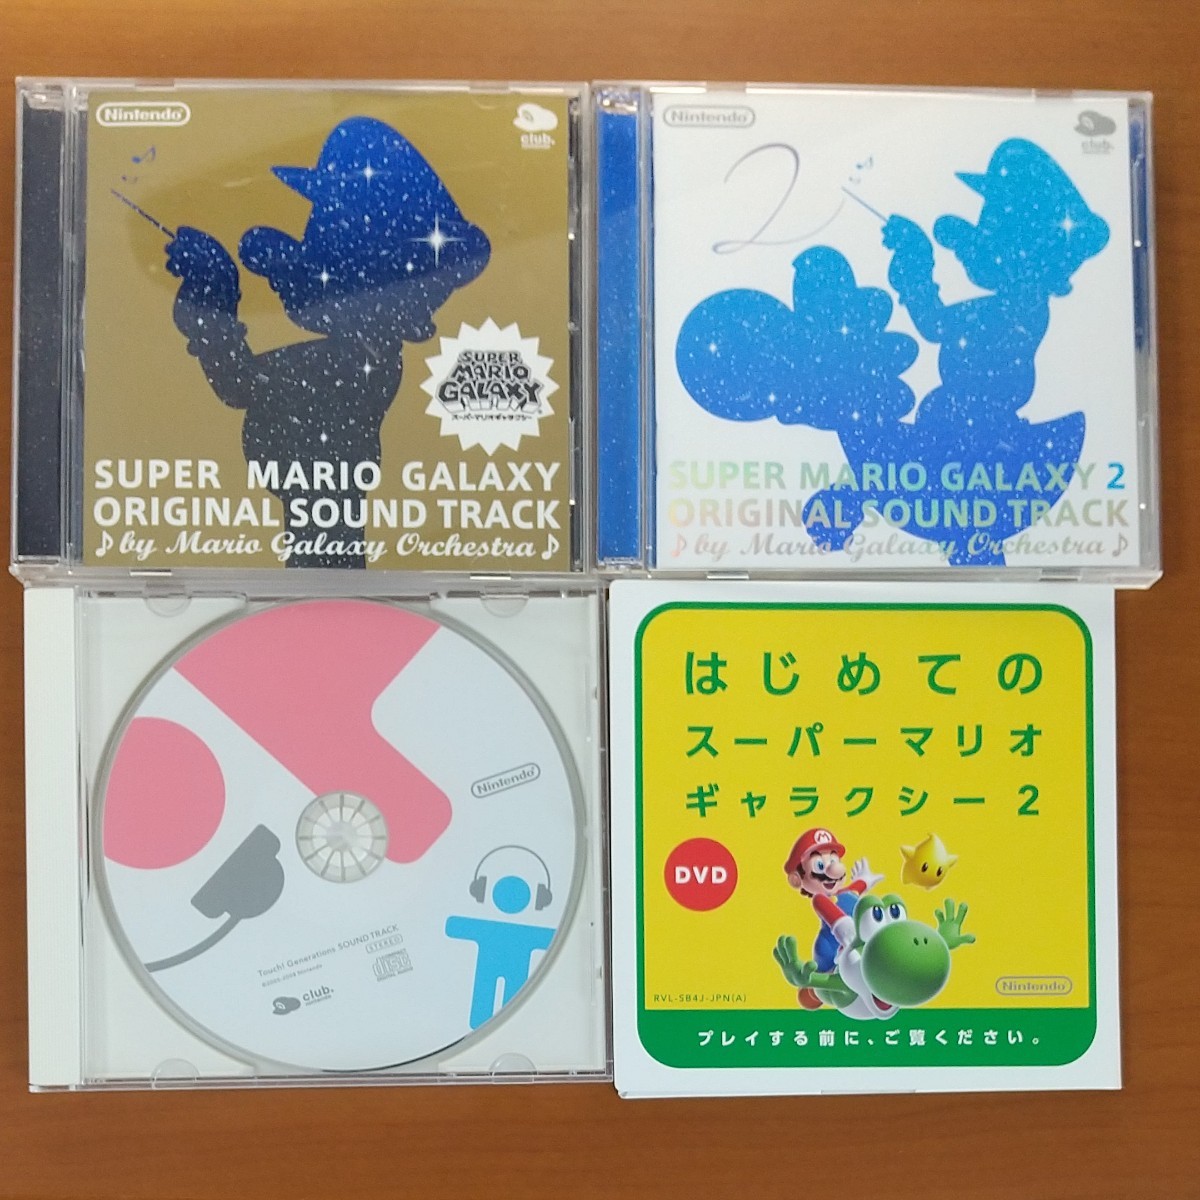 Nintendo
club.
SUPER
MARIO
GALAXY
スーパーマリオギャラクシー
SUPER MARIO GALAXY
ORIGINAL SOUND TRACK
♪by Mario Galaxy Orchestra♪
Nintendo
club.
2
SUPER MARIO GALAXY 2
ORIGINAL SOUND TRACK
♪by Mario Galaxy Orchestra♪
Nintendo
Touch! Generations SOUND TRACK
STEREO
disc
club.
はじめての
スーパーマリオ
ギャラクシー2
DVD
M
RVL-SB4J-JPN(A)
Nintendo
プレイする前に、ご覧ください。